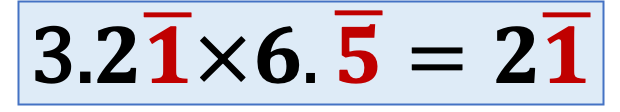 3.21̅×6. 5̅ = 21̅